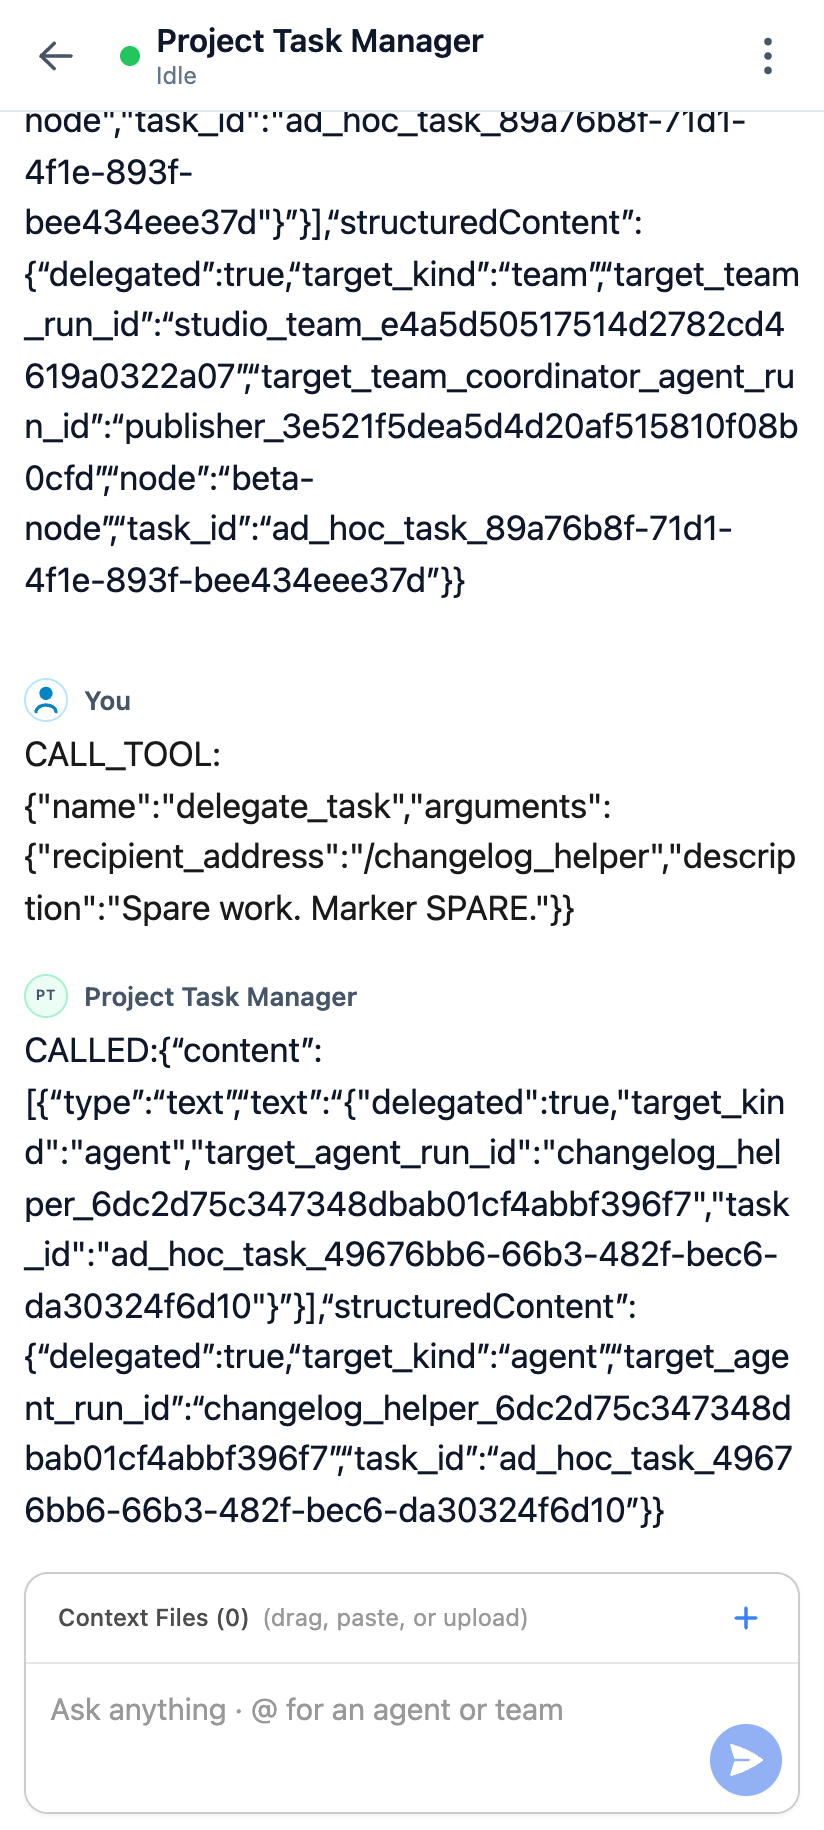 Project Task Manager
Idle
node","task_id":"ad_hoc_task_89a76b8f-71d1-
4f1e-893f-
bee434eee37d"}”}],“structuredContent”:
{“delegated”:true,“target_kind”:“team”,“target_team
_run_id”:“studio_team_e4a5d50517514d2782cd4
619a0322a07”,“target_team_coordinator_agent_ru
n_id”:“publisher_3e521f5dea5d4d20af515810f08b
0cfd”,“node”:“beta-
node”,“task_id”:“ad_hoc_task_89a76b8f-71d1-
4f1e-893f-bee434eee37d”}}
You
CALL_TOOL:
{"name":"delegate_task","arguments":
{"recipient_address":"/changelog_helper","descrip
tion":"Spare work. Marker SPARE."}}
PT
Project Task Manager
CALLED:{“content”:
[{“type”:“text”,“text”:“{"delegated":true,"target_kin
d":"agent","target_agent_run_id":"changelog_hel
per_6dc2d75c347348dbab01cf4abbf396f7","task
_id":"ad_hoc_task_49676bb6-66b3-482f-bec6-
da30324f6d10"}”}],“structuredContent”:
{“delegated”:true,“target_kind”:“agent”,“target_age
nt_run_id”:“changelog_helper_6dc2d75c347348d
bab01cf4abbf396f7”,“task_id”:“ad_hoc_task_4967
6bb6-66b3-482f-bec6-da30324f6d10”}}
Context Files (0) (drag, paste, or upload)
Ask anything · @ for an agent or team